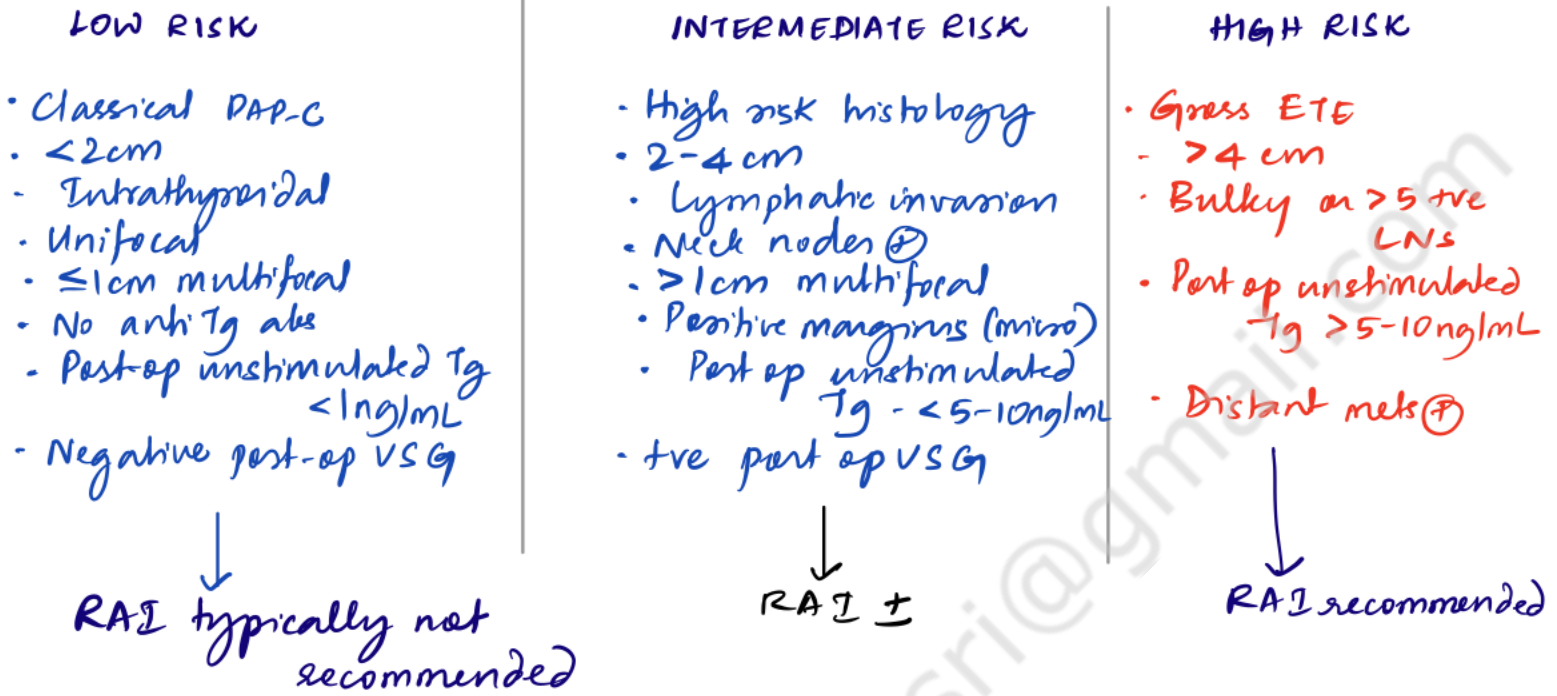 LOW RISK
• Classical PAP-C
• <2cm
- Intrathyroidal
• Unifocal
• ≤1cm multifocal
• No anti Tg abs
- Post-op unstimulated Tg
<1ng/mL
- Negative post-op USG
RAI typically not
recommended
INTERMEDIATE RISK
• High risk histology
• 2-4 cm
• Lymphatic invasion
• Neck nodes ⊕
• >1cm multifocal
• Positive margins (micro)
• Post op unstimulated
Tg - <5-10ng/mL
• +ve post op USG
RAI ±
HIGH RISK
• Gross ETE
- >4 cm
• Bulky or >5 +ve
LNs
• Post op unstimulated
Tg >5-10ng/mL
• Distant mets ⊕
RAI recommended
sri@gmail.com